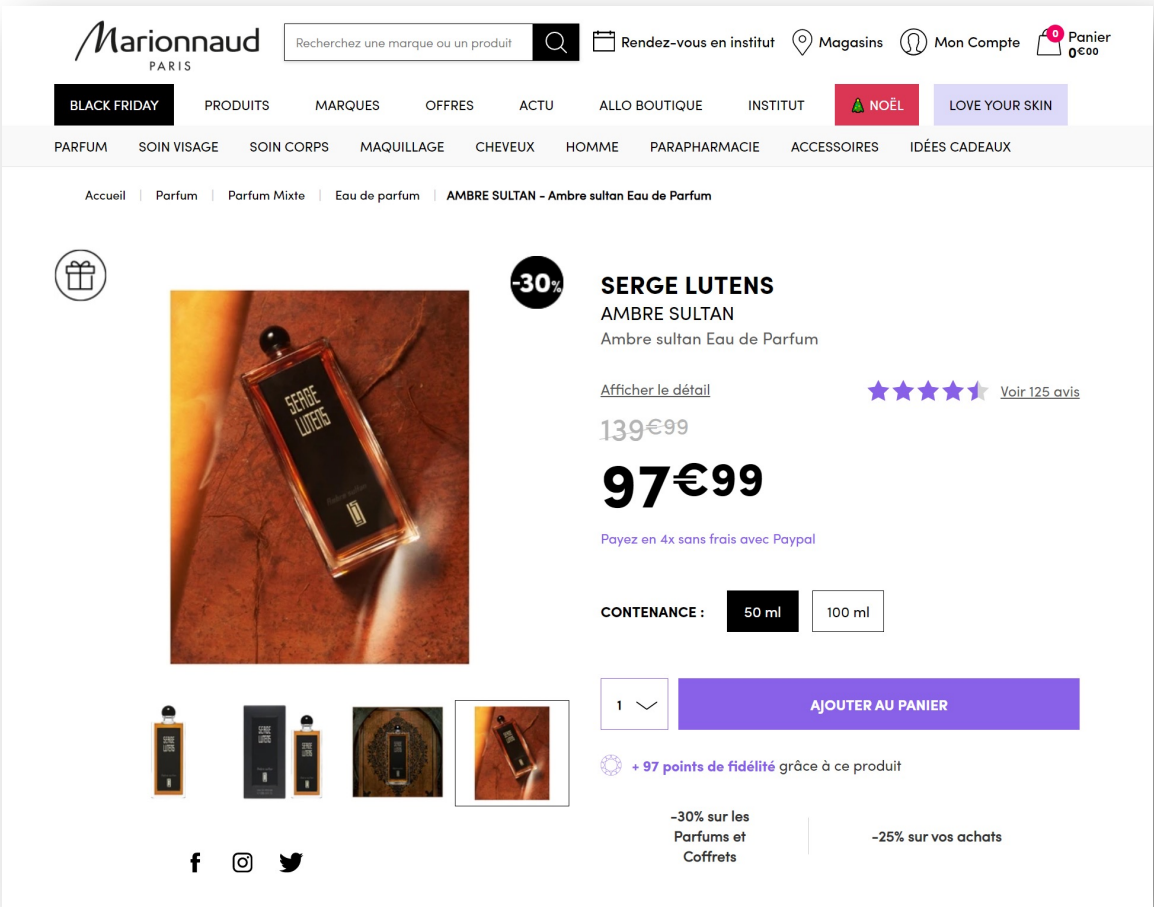 Marionnaud
PARIS
Recherchez une marque ou un produit
Rendez-vous en institut
Magasins
Mon Compte
0
Panier
0€00
BLACK FRIDAY PRODUITS MARQUES OFFRES ACTU ALLO BOUTIQUE INSTITUT NOËL LOVE YOUR SKIN
PARFUM SOIN VISAGE SOIN CORPS MAQUILLAGE CHEVEUX HOMME PARAPHARMACIE ACCESSOIRES IDÉES CADEAUX
Accueil | Parfum | Parfum Mixte | Eau de parfum | AMBRE SULTAN - Ambre sultan Eau de Parfum
-30%
SERGE
LUTENS
Ambre sultan
SERGE LUTENS
AMBRE SULTAN
Ambre sultan Eau de Parfum
Afficher le détail
Voir 125 avis
139€99
97€99
Payez en 4x sans frais avec Paypal
CONTENANCE : 50 ml 100 ml
1 AJOUTER AU PANIER
+ 97 points de fidélité grâce à ce produit
-30% sur les
Parfums et
Coffrets
-25% sur vos achats